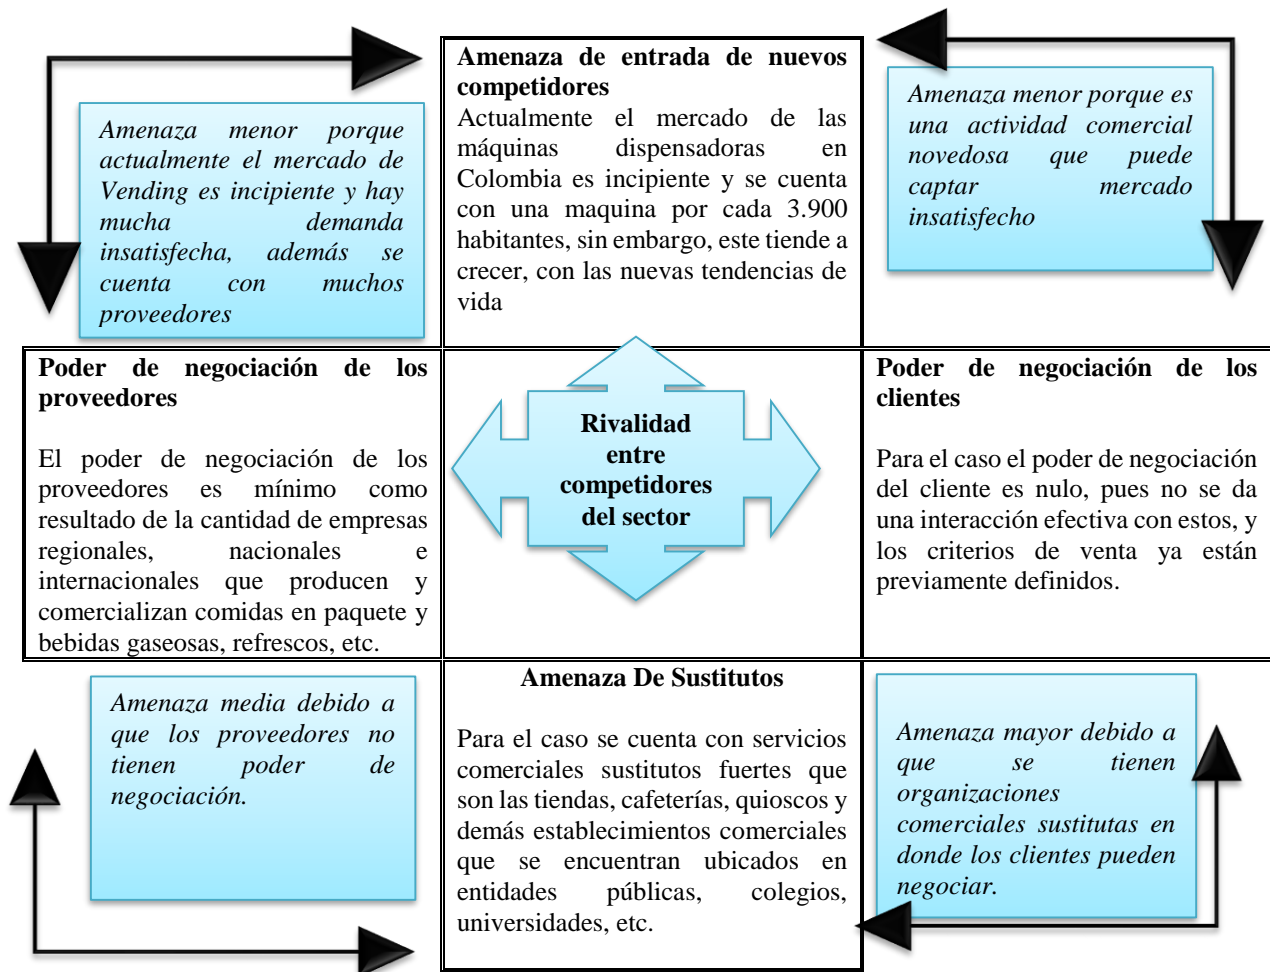 Amenaza menor porque
actualmente el mercado de
Vending es incipiente y hay
mucha demanda
insatisfecha, además se
cuenta con muchos
proveedores
Amenaza de entrada de nuevos
competidores
Actualmente el mercado de las
máquinas dispensadoras en
Colombia es incipiente y se cuenta
con una maquina por cada 3.900
habitantes, sin embargo, este tiende a
crecer, con las nuevas tendencias de
vida
Amenaza menor porque es
una actividad comercial
novedosa que puede
captar mercado
insatisfecho
Poder de negociación de los
proveedores
El poder de negociación de los
proveedores es mínimo como
resultado de la cantidad de empresas
regionales, nacionales e
internacionales que producen y
comercializan comidas en paquete y
bebidas gaseosas, refrescos, etc.
Rivalidad
entre
competidores
del sector
Poder de negociación de los
clientes
Para el caso el poder de negociación
del cliente es nulo, pues no se da
una interacción efectiva con estos, y
los criterios de venta ya están
previamente definidos.
Amenaza media debido a
que los proveedores no
tienen poder de
negociación.
Amenaza De Sustitutos
Para el caso se cuenta con servicios
comerciales sustitutos fuertes que
son las tiendas, cafeterías, quioscos y
demás establecimientos comerciales
que se encuentran ubicados en
entidades públicas, colegios,
universidades, etc.
Amenaza mayor debido a
que se tienen
organizaciones
comerciales sustitutas en
donde los clientes pueden
negociar.